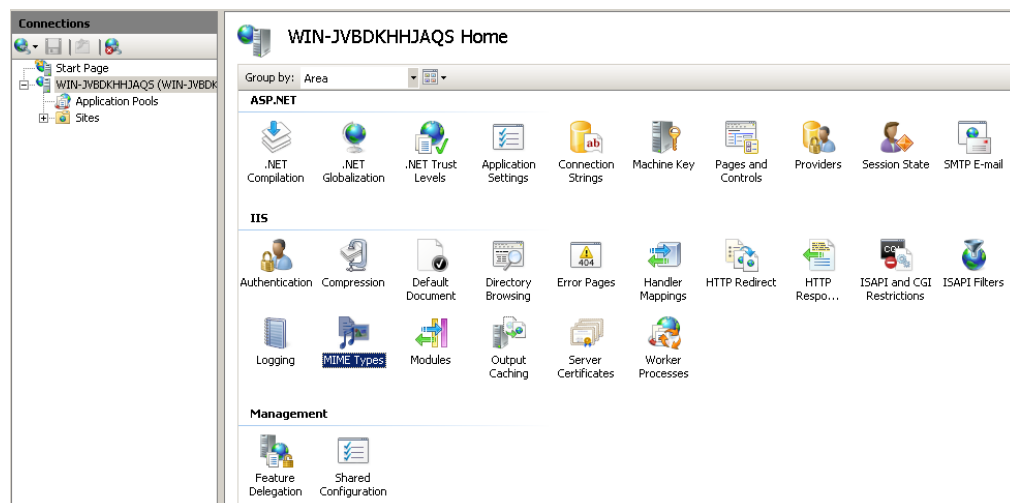 Connections
Start Page
WIN-JVBDKHHJAQS (WIN-JVBDK
Application Pools
Sites
WIN-JVBDKHHJAQS Home
Group by: Area
ASP.NET
.NET Compilation
.NET Globalization
.NET Trust Levels
Application Settings
Connection Strings
ab
Machine Key
Pages and Controls
Providers
Session State
SMTP E-mail
IIS
Authentication
Compression
Default Document
Directory Browsing
404
Error Pages
Handler Mappings
HTTP Redirect
HTTP Respo...
CGI
ISAPI and CGI Restrictions
ISAPI Filters
Logging
MIME Types
Modules
Output Caching
Server Certificates
Worker Processes
Management
Feature Delegation
Shared Configuration